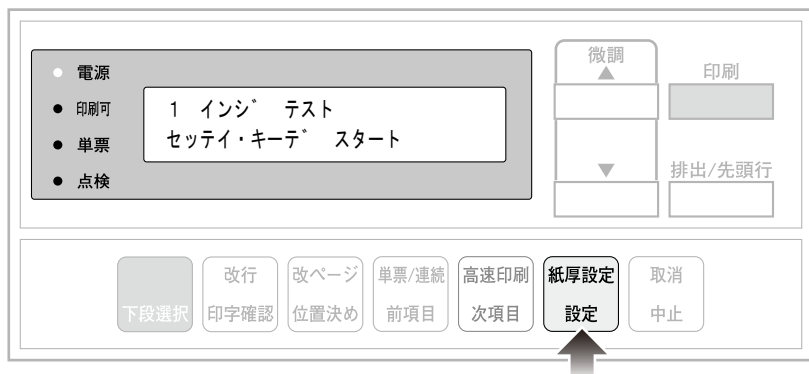 電源
印刷可
単票
点検
1 インジ テスト
セッテイ・キーデ スタート
微調
▲
▼
印刷
排出/先頭行
下段選択
改行
印字確認
改ページ
位置決め
単票/連続
前項目
高速印刷
次項目
紙厚設定
設定
取消
中止